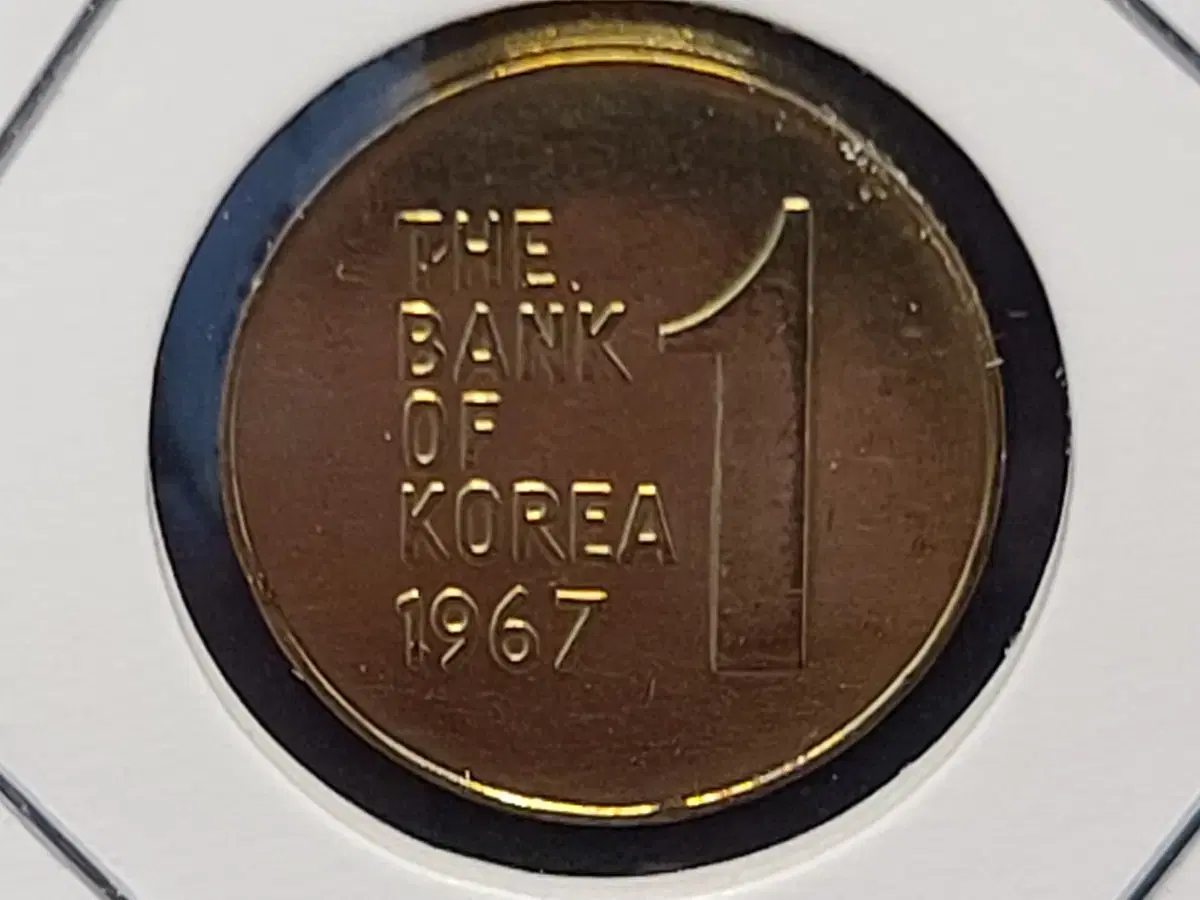 THE
BANK
OF
KOREA
1967
1